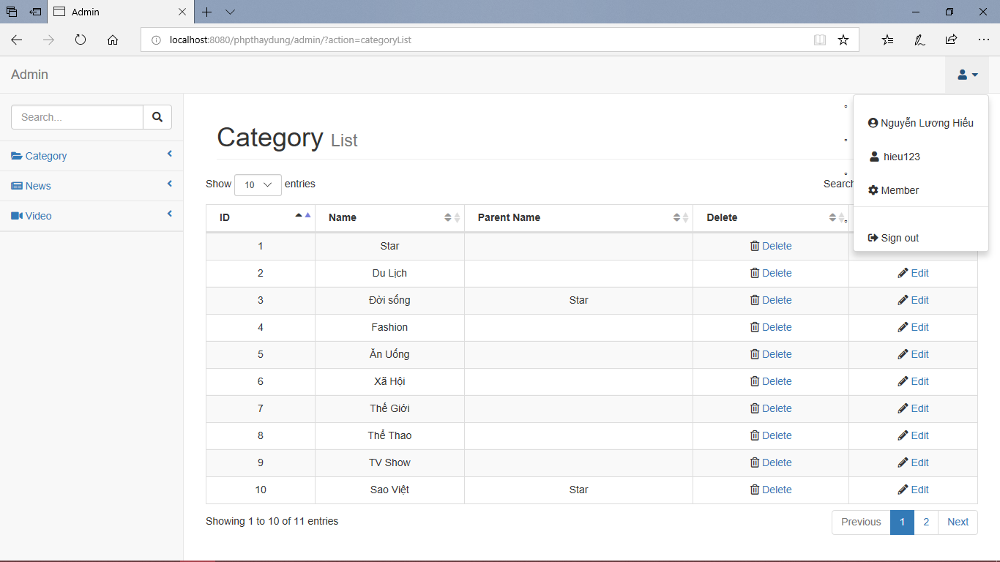 Admin
localhost:8080/phpthaydung/admin/?action=categoryList
Admin
Search...
Category
News
Video
Nguyễn Lương Hiếu
hieu123
Member
Sign out
Category List
Show 10 entries
Search
ID Name Parent Name Delete
1 Star Delete
2 Du Lịch Delete Edit
3 Đời sống Star Delete Edit
4 Fashion Delete Edit
5 Ăn Uống Delete Edit
6 Xã Hội Delete Edit
7 Thế Giới Delete Edit
8 Thể Thao Delete Edit
9 TV Show Delete Edit
10 Sao Việt Star Delete Edit
Showing 1 to 10 of 11 entries
Previous 1 2 Next